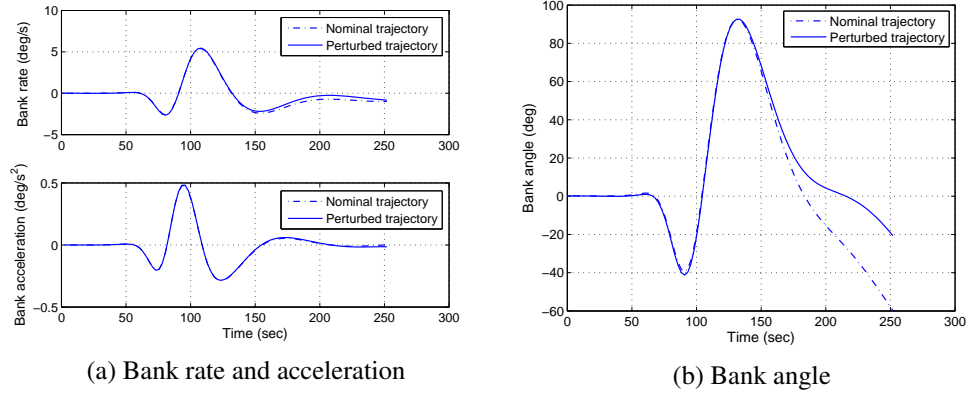 10
5
0
−5
Bank rate (deg/s)
Nominal trajectory
Perturbed trajectory
0 50 100 150 200 250 300
0.5
0
−0.5
Bank acceleration (deg/s²)
Nominal trajectory
Perturbed trajectory
0 50 100 150 200 250 300
Time (sec)
(a) Bank rate and acceleration
100
80
60
40
20
0
−20
−40
−60
Bank angle (deg)
Nominal trajectory
Perturbed trajectory
0 50 100 150 200 250 300
Time (sec)
(b) Bank angle